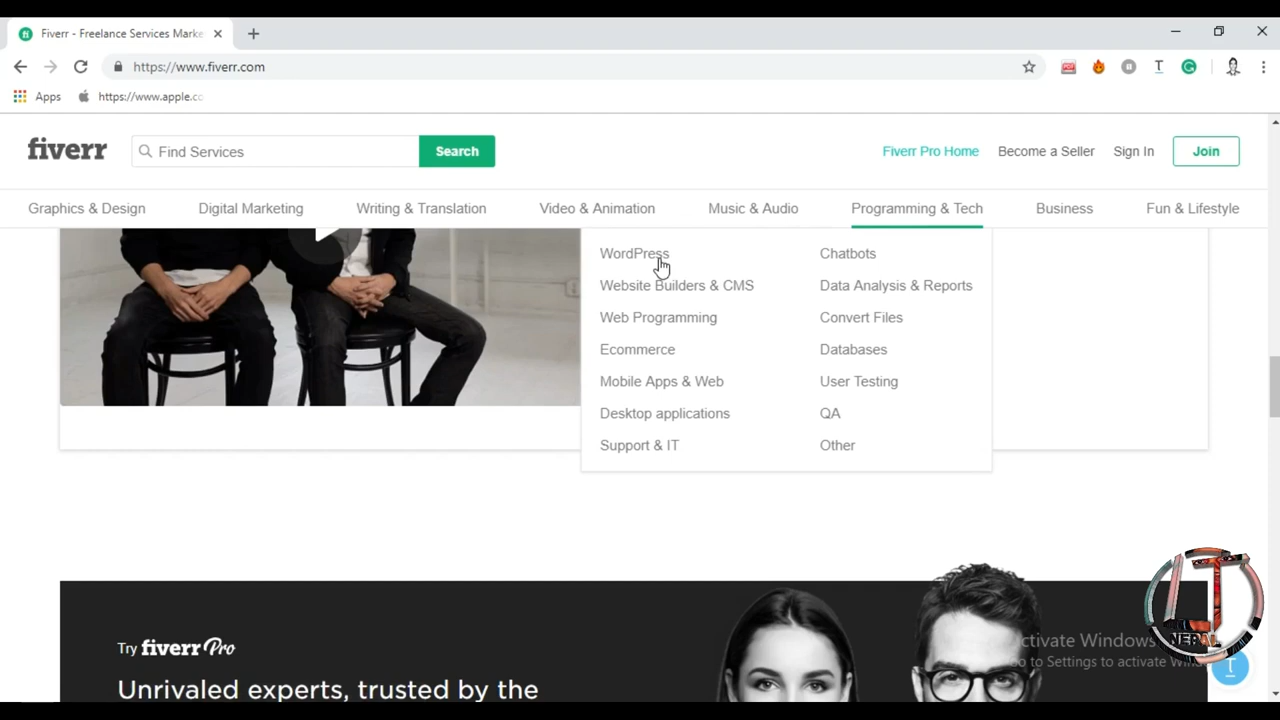 Fiverr - Freelance Services Marke
https://www.fiverr.com
Apps
https://www.apple.co
fiverr
Find Services
Search
Fiverr Pro Home
Become a Seller
Sign In
Join
Graphics & Design
Digital Marketing
Writing & Translation
Video & Animation
Music & Audio
Programming & Tech
Business
Fun & Lifestyle
WordPress
Chatbots
Website Builders & CMS
Data Analysis & Reports
Web Programming
Convert Files
Ecommerce
Databases
Mobile Apps & Web
User Testing
Desktop applications
QA
Support & IT
Other
Try fiverr Pro
Unrivaled experts, trusted by the
Activate Windows
to Settings to activate
NEPAL